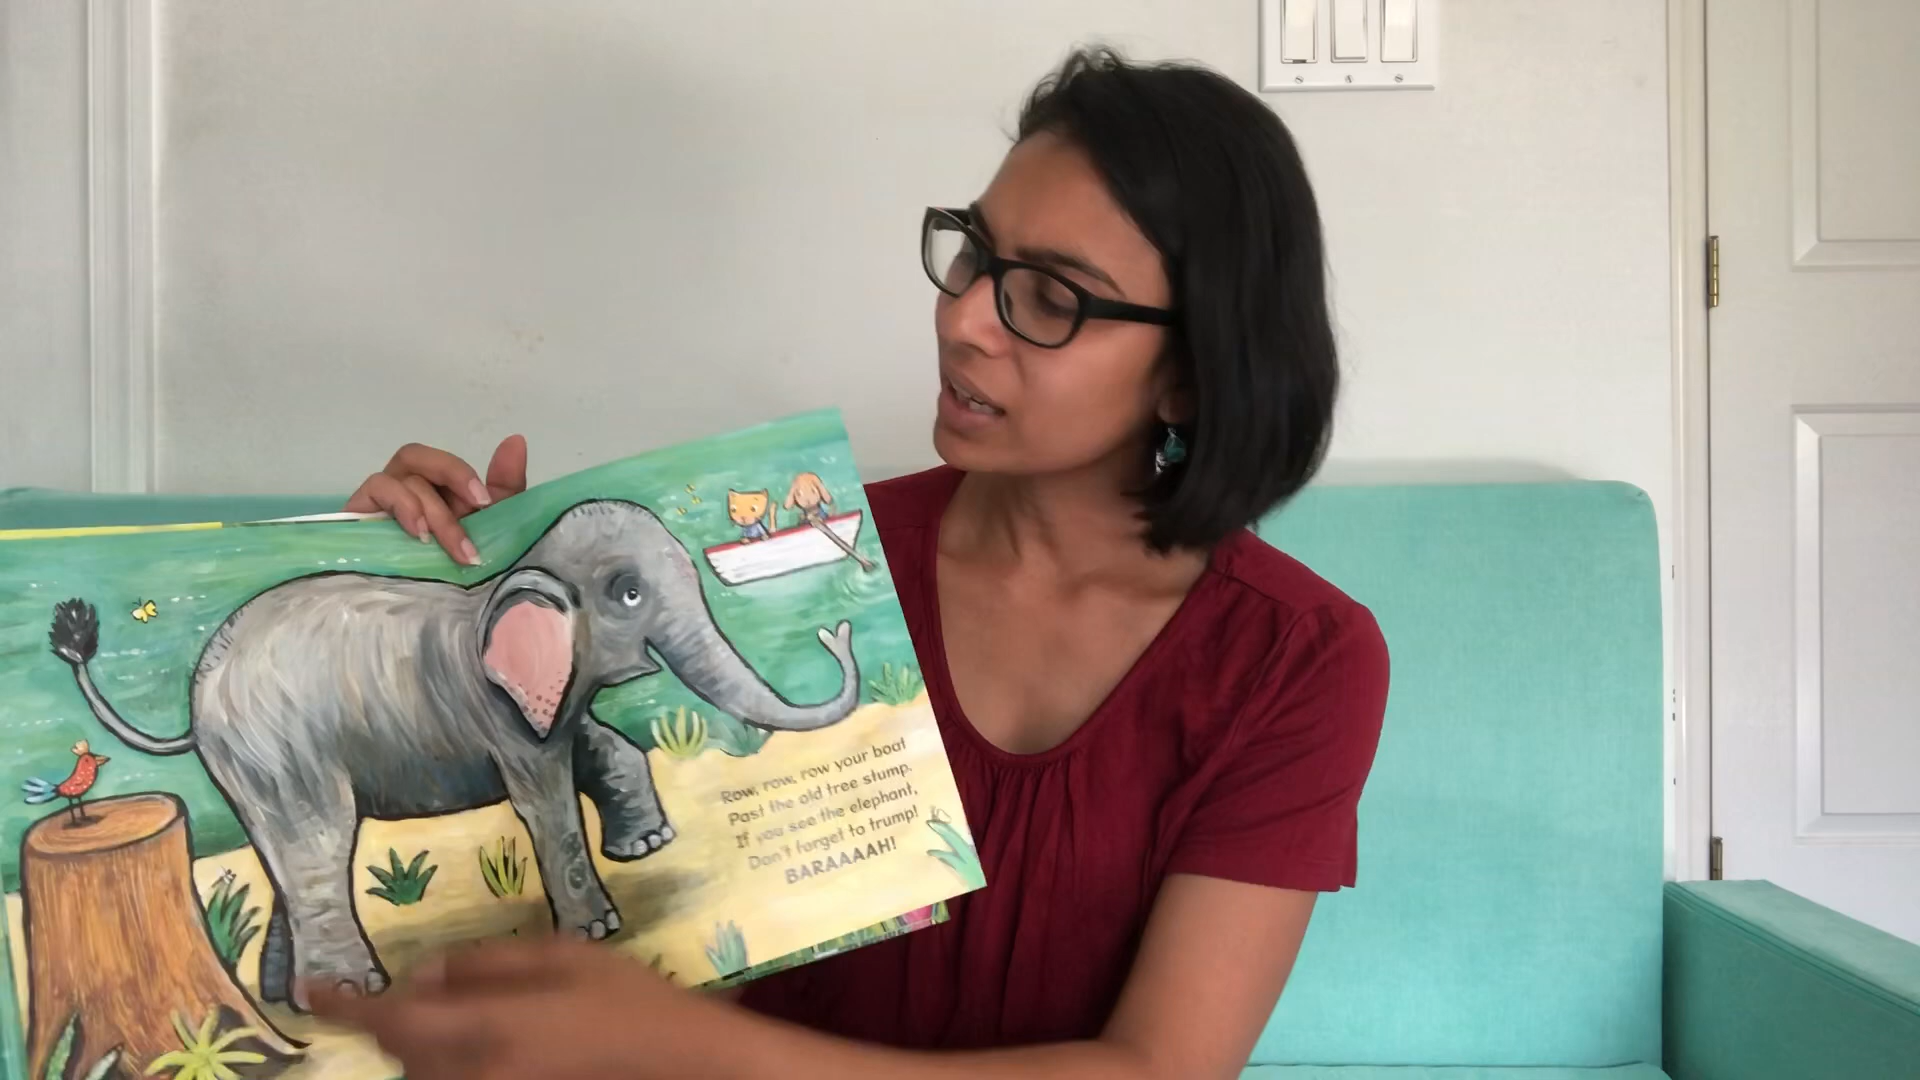 Row, row, row your boat
Past the old tree stump.
If you see the elephant,
Don't forget to trump!
BARAAAAH!